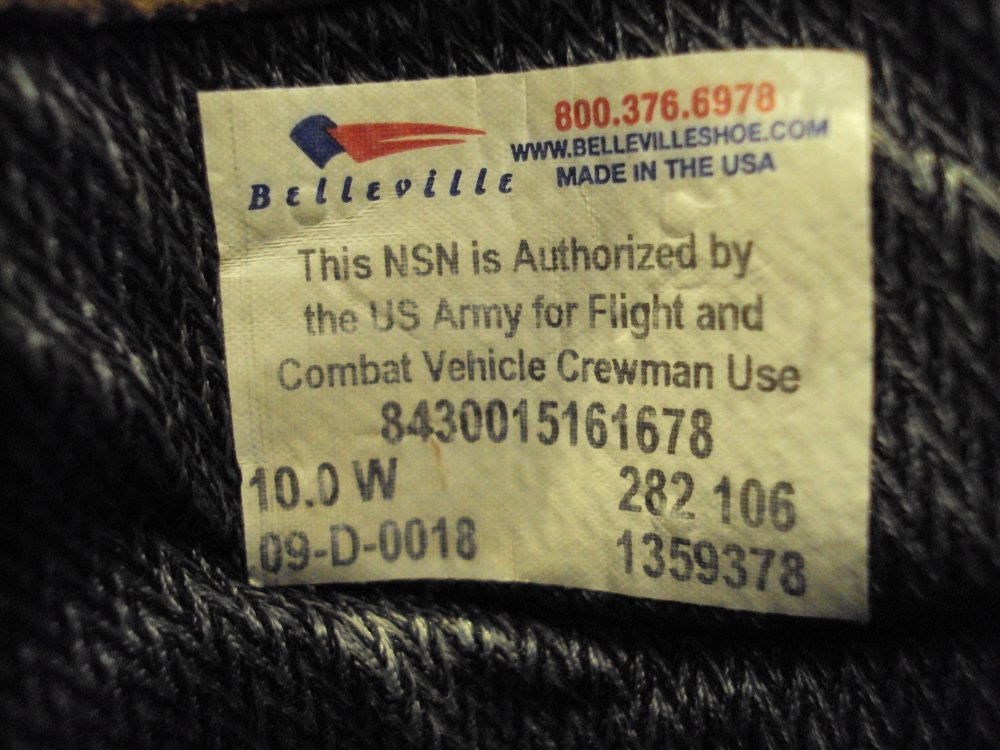 Belleville
800.376.6978
WWW.BELLEVILLESHOE.COM
MADE IN THE USA
This NSN is Authorized by
the US Army for Flight and
Combat Vehicle Crewman Use
8430015161678
10.0 W 282 106
09-D-0018 1359378